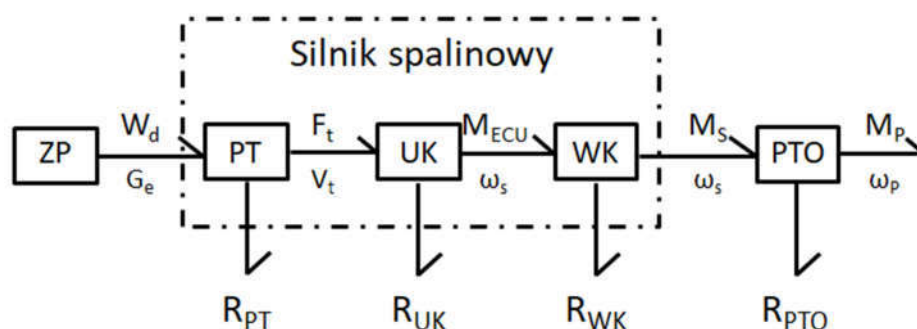 Silnik spalinowy
W_d F_t M_ECU M_S M_P
ZP PT UK WK PTO
G_e V_t ω_s ω_s ω_P
R_PT R_UK R_WK R_PTO